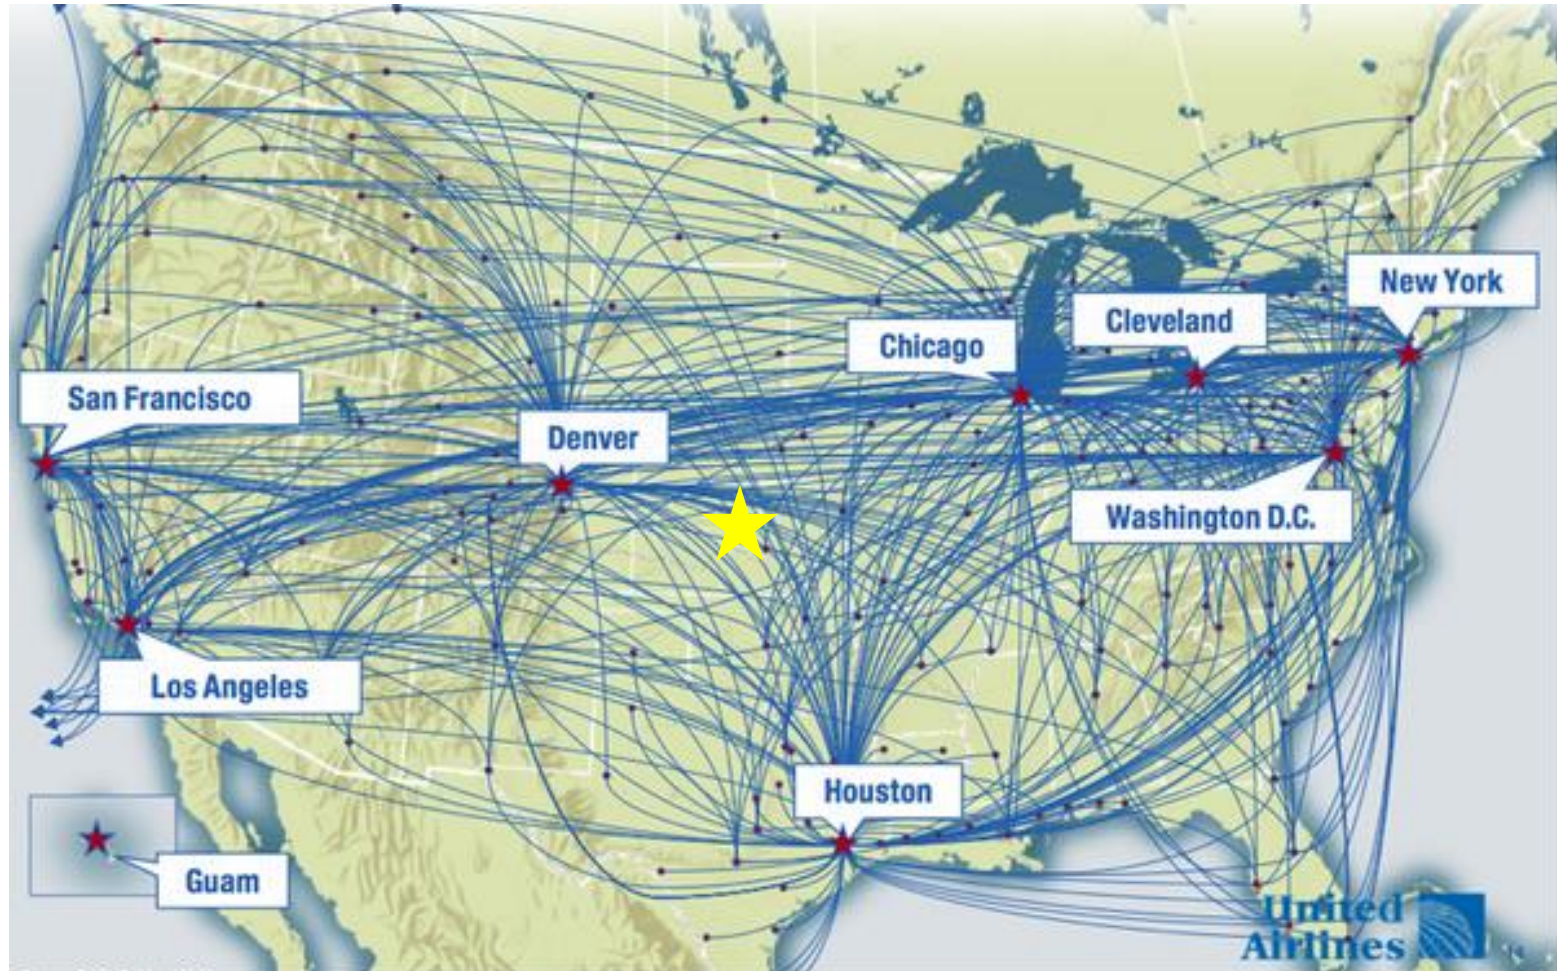 New York
Cleveland
Chicago
San Francisco
Denver
Washington D.C.
Los Angeles
Houston
Guam
United
Airlines